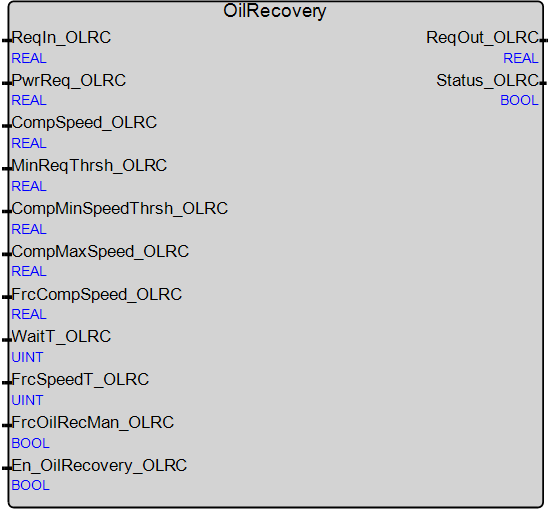 OilRecovery
ReqIn_OLRC
REAL
ReqOut_OLRC
REAL
PwrReq_OLRC
REAL
Status_OLRC
BOOL
CompSpeed_OLRC
REAL
MinReqThrsh_OLRC
REAL
CompMinSpeedThrsh_OLRC
REAL
CompMaxSpeed_OLRC
REAL
FrcCompSpeed_OLRC
REAL
WaitT_OLRC
UINT
FrcSpeedT_OLRC
UINT
FrcOilRecMan_OLRC
BOOL
En_OilRecovery_OLRC
BOOL